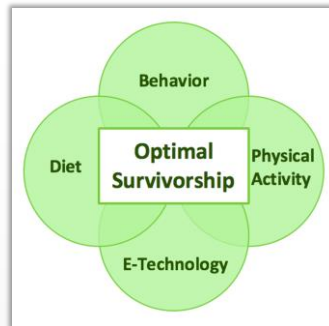 Behavior
Diet
Optimal
Survivorship
Physical
Activity
E-Technology